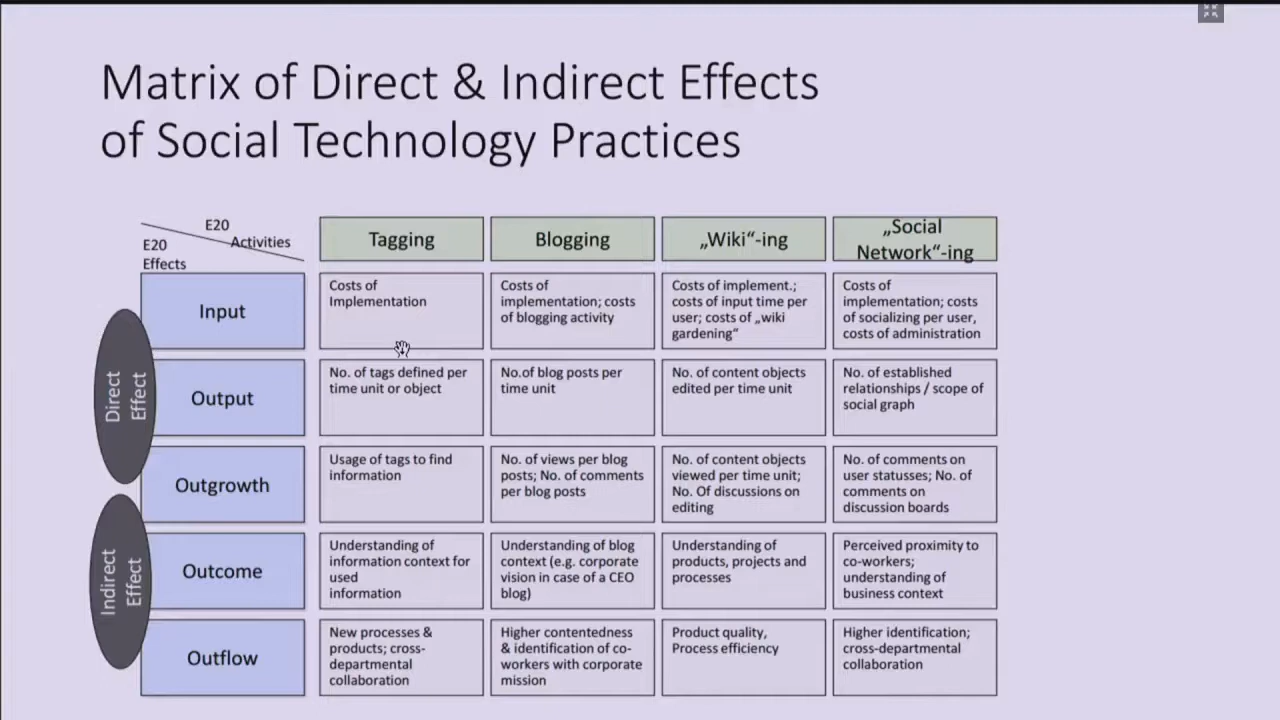 Matrix of Direct & Indirect Effects
of Social Technology Practices
E20
Activities
E20
Effects
Tagging
Blogging
„Wiki“-ing
„Social
Network“-ing
Direct
Effect
Input
Costs of
Implementation
Costs of
implementation; costs
of blogging activity
Costs of implement.;
costs of input time per
user; costs of „wiki
gardening“
Costs of
implementation; costs
of socializing per user,
costs of administration
Output
No. of tags defined per
time unit or object
No.of blog posts per
time unit
No. of content objects
edited per time unit
No. of established
relationships / scope of
social graph
Outgrowth
Usage of tags to find
information
No. of views per blog
posts; No. of comments
per blog posts
No. of content objects
viewed per time unit;
No. Of discussions on
editing
No. of comments on
user statusses; No. of
comments on
discussion boards
Indirect
Effect
Outcome
Understanding of
information context for
used
information
Understanding of blog
context (e.g. corporate
vision in case of a CEO
blog)
Understanding of
products, projects and
processes
Perceived proximity to
co-workers;
understanding of
business context
Outflow
New processes &
products; cross-
departmental
collaboration
Higher contentedness
& identification of co-
workers with corporate
mission
Product quality,
Process efficiency
Higher identification;
cross-departmental
collaboration